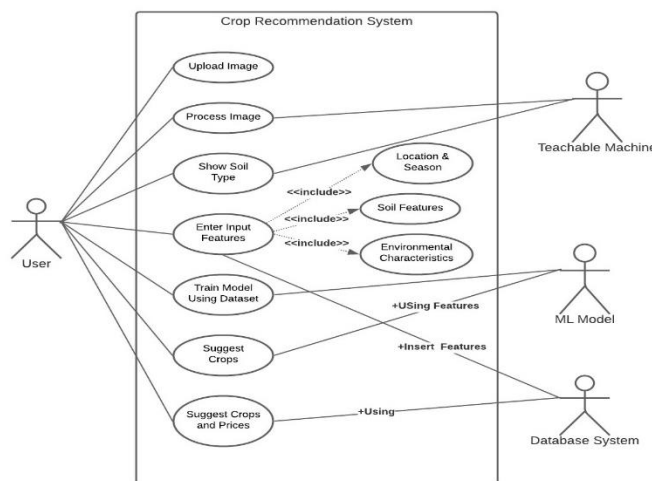 Crop Recommendation System
Upload Image
Process Image
Teachable Machine
Show Soil
Type
Location &
Season
<<include>>
<<include>>
Soil Features
Enter Input
Features
<<include>>
Environmental
Characteristics
User
Train Model
Using Dataset
+USing Features
ML Model
Suggest
Crops
+Insert Features
Suggest Crops
and Prices
+Using
Database System